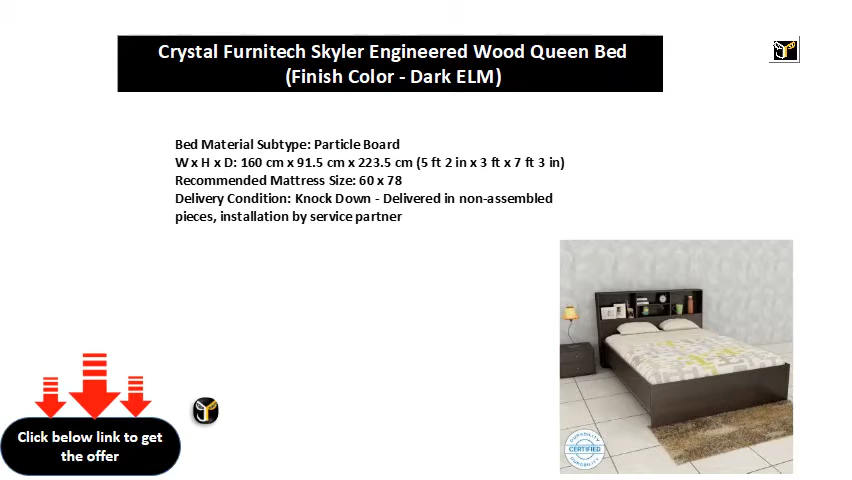 Crystal Furnitech Skyler Engineered Wood Queen Bed
(Finish Color - Dark ELM)
Bed Material Subtype: Particle Board
W x H x D: 160 cm x 91.5 cm x 223.5 cm (5 ft 2 in x 3 ft x 7 ft 3 in)
Recommended Mattress Size: 60 x 78
Delivery Condition: Knock Down - Delivered in non-assembled
pieces, installation by service partner
Click below link to get
the offer
DURABILITY
CERTIFIED
DURABILITY